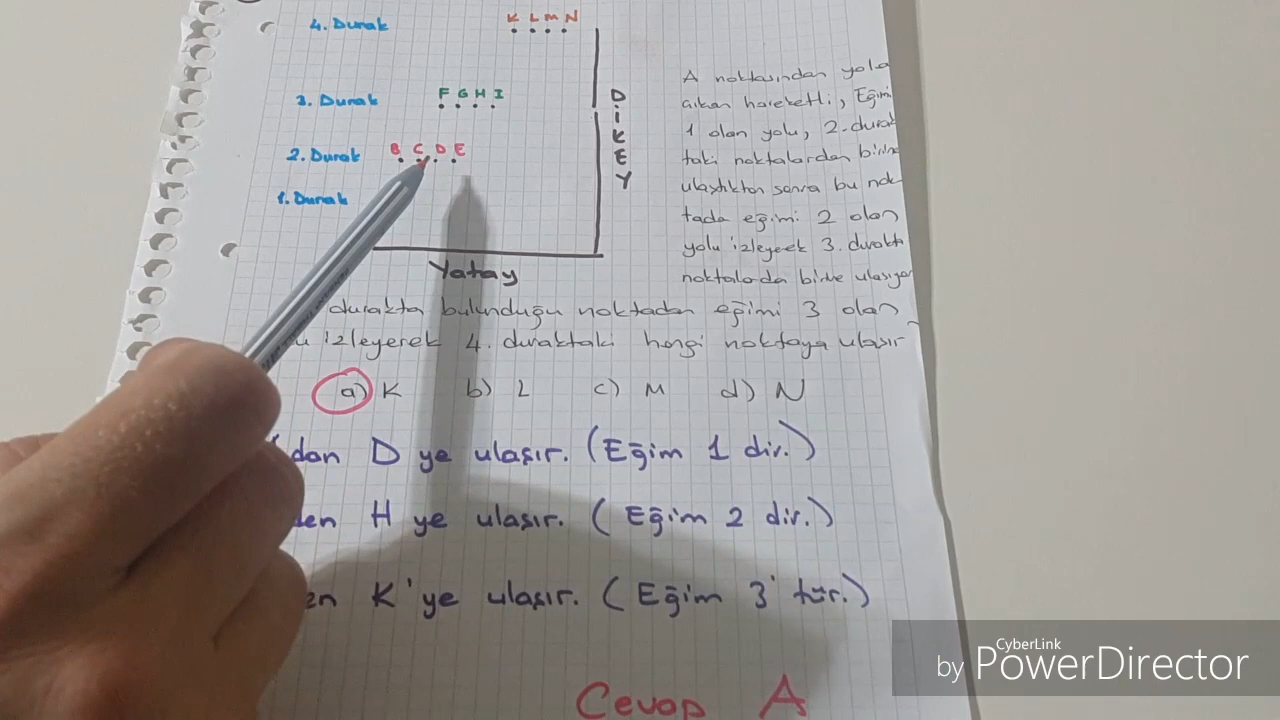 4. Durak
K L M N
3. Durak
F G H I
2. Durak
B C D E
1. Durak
DİKEY
Yatay
A noktasından yola
çıkan hareketli, Eğimi
1 olan yolu, 2. durak
taki noktalardan birine
ulaştıktan sonra bu nok
tada eğimi 2 olan
yolu izleyerek 3. durakta
noktalarda birine ulaşıyor
durakta bulunduğu noktadan eğimi 3 olan
izleyerek 4. duraktaki hangi noktaya ulaşır
a) K b) L c) M d) N
dan D ye ulaşır. (Eğim 1 dir.)
den H ye ulaşır. ( Eğim 2 dir.)
en K'ye ulaşır. ( Eğim 3' tür.)
Cevap A
CyberLink
by PowerDirector